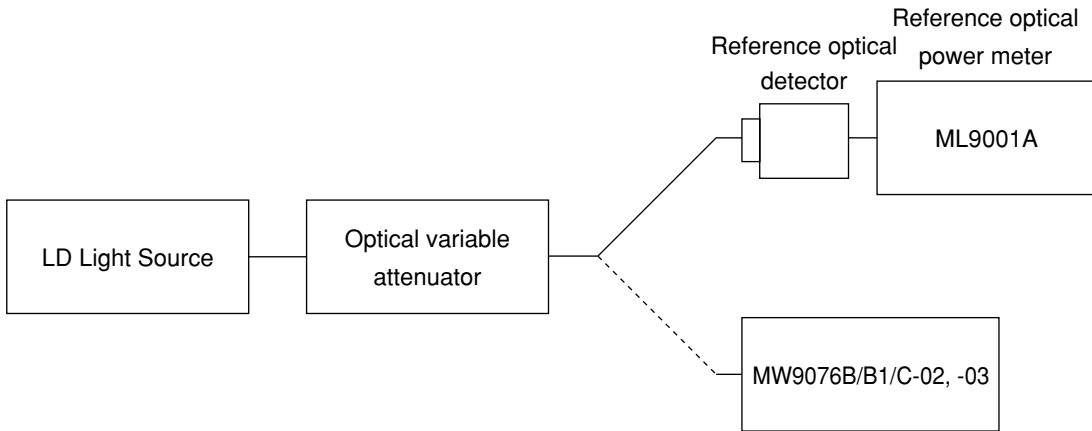 Reference optical
power meter
Reference optical
detector
ML9001A
LD Light Source
Optical variable
attenuator
MW9076B/B1/C-02, -03